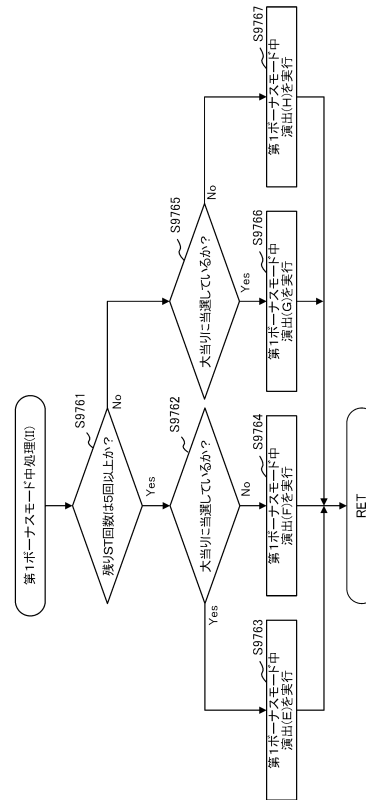 第1ボーナスモード中処理(II)
S9761
残りST回数は5回以上か？
No
Yes
S9762
大当りに当選しているか？
Yes
No
S9765
大当りに当選しているか？
No
Yes
S9763
第1ボーナスモード中
演出(E)を実行
S9764
第1ボーナスモード中
演出(F)を実行
S9766
第1ボーナスモード中
演出(G)を実行
S9767
第1ボーナスモード中
演出(H)を実行
RET